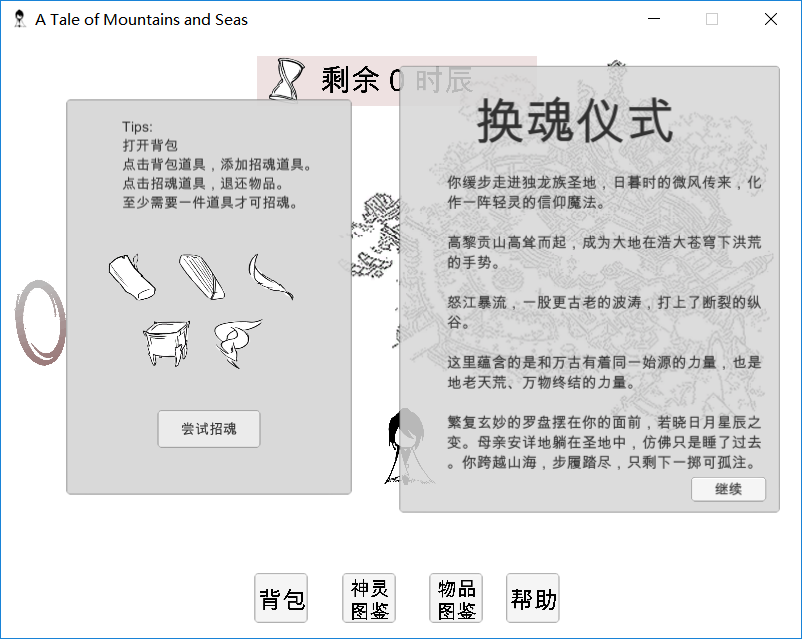 A Tale of Mountains and Seas
剩余 0 时辰
Tips:
打开背包
点击背包道具，添加招魂道具。
点击招魂道具，退还物品。
至少需要一件道具才可招魂。
尝试招魂
换魂仪式
你缓步走进独龙族圣地，日暮时的微风传来，化
作一阵轻灵的信仰魔法。
高黎贡山高耸而起，成为大地在浩大苍穹下洪荒
的手势。
怒江暴流，一股更古老的波涛，打上了断裂的纵
谷。
这里蕴含的是和万古有着同一始源的力量，也是
地老天荒、万物终结的力量。
繁复玄妙的罗盘摆在你的面前，若晓日月星辰之
变。母亲安详地躺在圣地中，仿佛只是睡了过去
。你跨越山海，步履踏尽，只剩下一掷可孤注。
继续
背包
神灵
图鉴
物品
图鉴
帮助